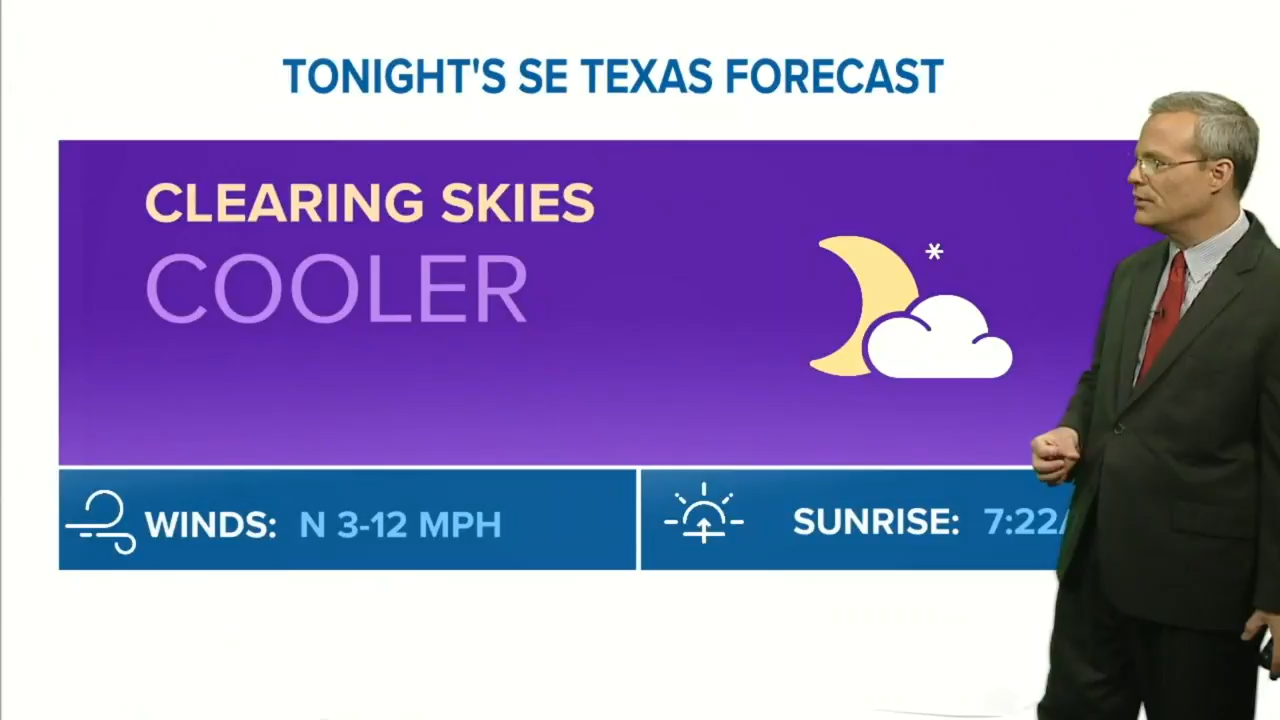 TONIGHT'S SE TEXAS FORECAST
CLEARING SKIES
COOLER
WINDS: N 3-12 MPH
SUNRISE: 7:22